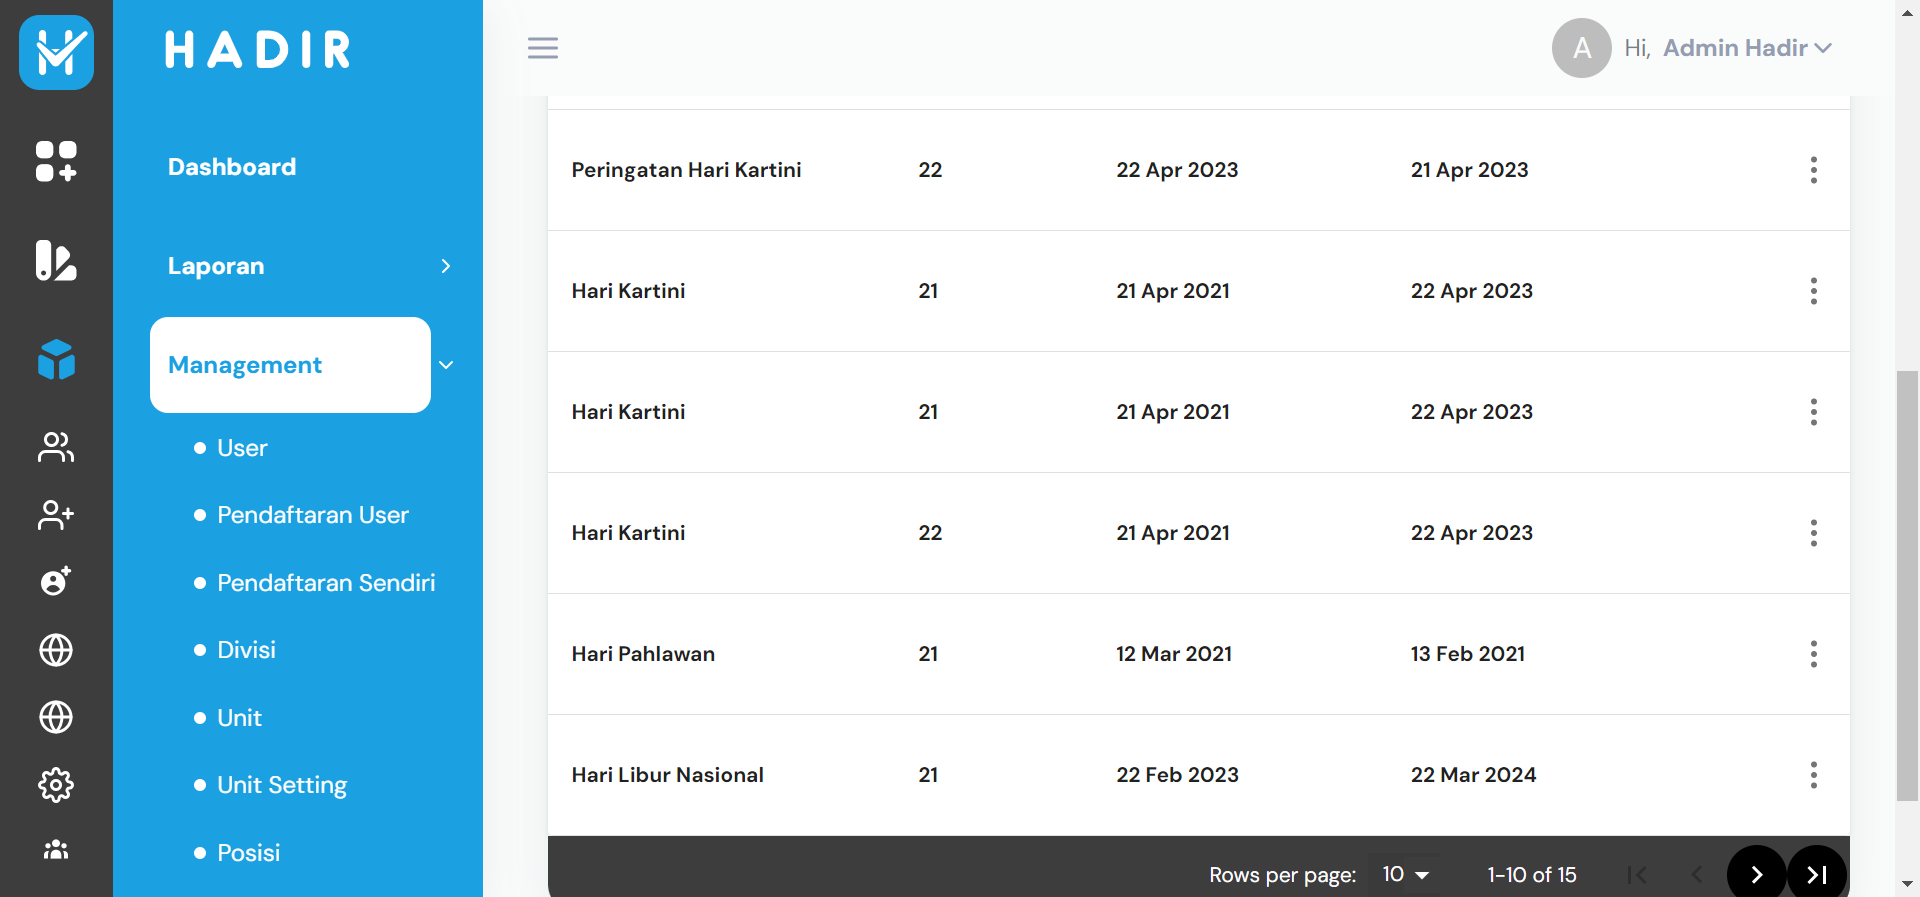 HADIR
Hi, Admin Hadir
A
Dashboard
Laporan
Management
User
Pendaftaran User
Pendaftaran Sendiri
Divisi
Unit
Unit Setting
Posisi
Peringatan Hari Kartini 22 22 Apr 2023 21 Apr 2023
Hari Kartini 21 21 Apr 2021 22 Apr 2023
Hari Kartini 21 21 Apr 2021 22 Apr 2023
Hari Kartini 22 21 Apr 2021 22 Apr 2023
Hari Pahlawan 21 12 Mar 2021 13 Feb 2021
Hari Libur Nasional 21 22 Feb 2023 22 Mar 2024
Rows per page: 10 1-10 of 15